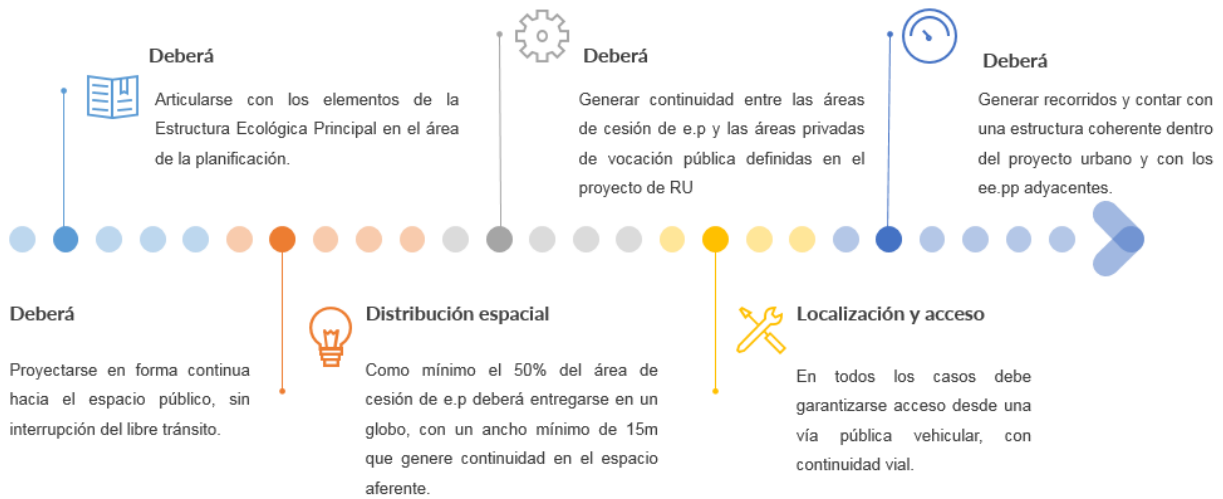 Deberá
Articularse con los elementos de la
Estructura Ecológica Principal en el área
de la planificación.
Deberá
Generar continuidad entre las áreas
de cesión de e.p y las áreas privadas
de vocación pública definidas en el
proyecto de RU
Deberá
Generar recorridos y contar con
una estructura coherente dentro
del proyecto urbano y con los
ee.pp adyacentes.
Deberá
Proyectarse en forma continua
hacia el espacio público, sin
interrupción del libre tránsito.
Distribución espacial
Como mínimo el 50% del área de
cesión de e.p deberá entregarse en un
globo, con un ancho mínimo de 15m
que genere continuidad en el espacio
aferente.
Localización y acceso
En todos los casos debe
garantizarse acceso desde una
vía pública vehicular, con
continuidad vial.